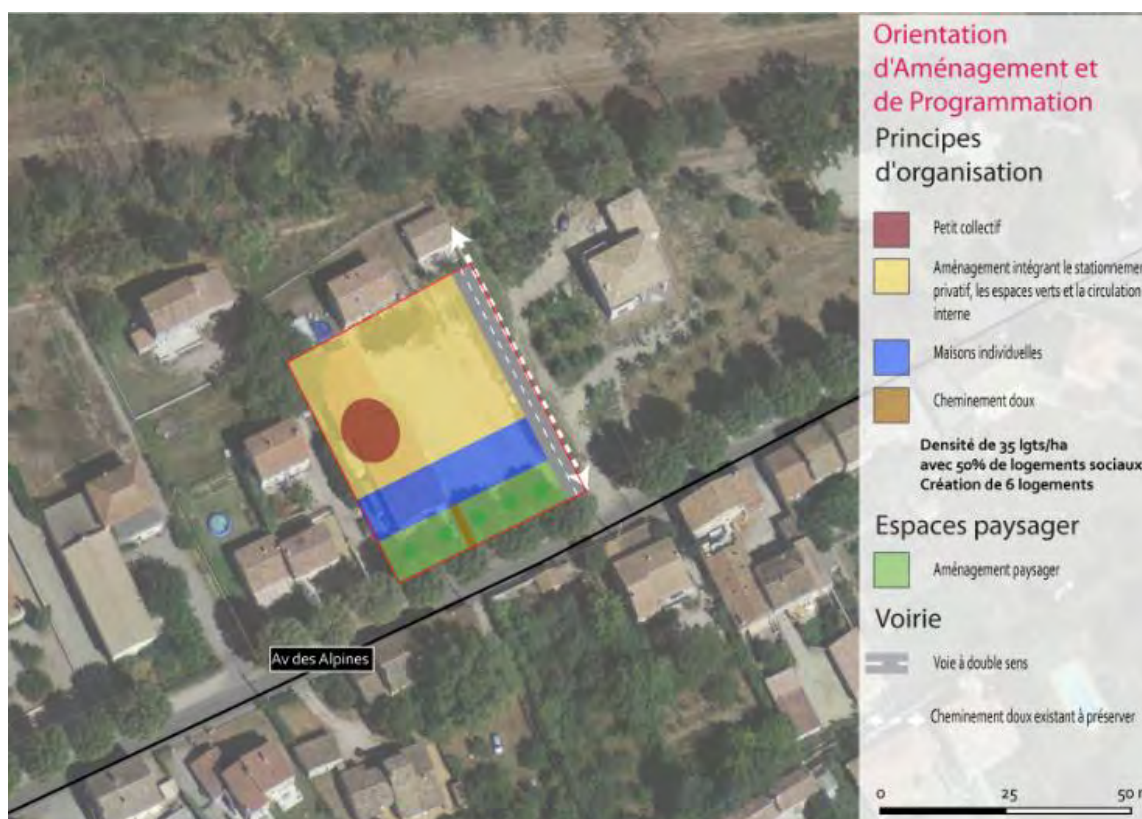 Orientation
d'Aménagement et
de Programmation
Principes
d'organisation
Petit collectif
Aménagement intégrant le stationnemen
privatif, les espaces verts et la circulation
interne
Maisons individuelles
Cheminement doux
Densité de 35 lgts/ha
avec 50% de logements sociaux
Création de 6 logements
Espaces paysager
Aménagement paysager
Voirie
Voie à double sens
Cheminement doux existant à préserver
0 25 50 m
Av des Alpines